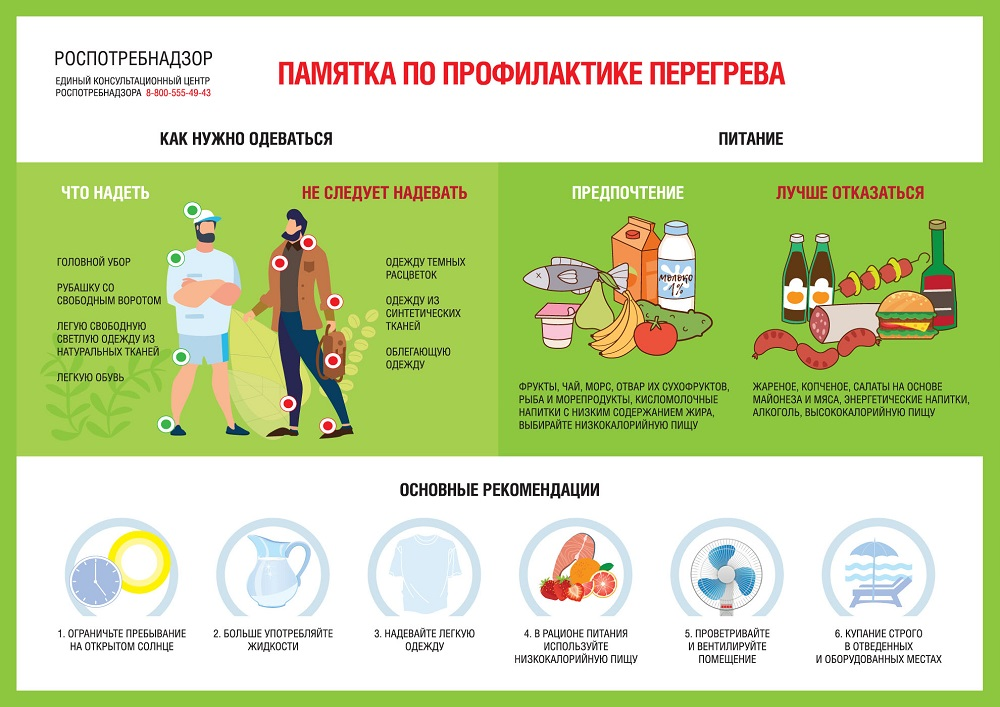 РОСПОТРЕБНАДЗОР
ЕДИНЫЙ КОНСУЛЬТАЦИОННЫЙ ЦЕНТР
РОСПОТРЕБНАДЗОРА 8-800-555-49-43
ПАМЯТКА ПО ПРОФИЛАКТИКЕ ПЕРЕГРЕВА
КАК НУЖНО ОДЕВАТЬСЯ
ЧТО НАДЕТЬ
ГОЛОВНОЙ УБОР
РУБАШКУ СО
СВОБОДНЫМ ВОРОТОМ
ЛЕГУЮ СВОБОДНУЮ
СВЕТЛУЮ ОДЕЖДУ ИЗ
НАТУРАЛЬНЫХ ТКАНЕЙ
ЛЕГКУЮ ОБУВЬ
НЕ СЛЕДУЕТ НАДЕВАТЬ
ОДЕЖДУ ТЕМНЫХ
РАСЦВЕТОК
ОДЕЖДУ ИЗ
СИНТЕТИЧЕСКИХ
ТКАНЕЙ
ОБЛЕГАЮЩУЮ
ОДЕЖДУ
ПИТАНИЕ
ПРЕДПОЧТЕНИЕ
МОЛОКО
1%
ФРУКТЫ, ЧАЙ, МОРС, ОТВАР ИХ СУХОФРУКТОВ,
РЫБА И МОРЕПРОДУКТЫ, КИСЛОМОЛОЧНЫЕ
НАПИТКИ С НИЗКИМ СОДЕРЖАНИЕМ ЖИРА,
ВЫБИРАЙТЕ НИЗКОКАЛОРИЙНУЮ ПИЩУ
ЛУЧШЕ ОТКАЗАТЬСЯ
ЖАРЕНОЕ, КОПЧЕНОЕ, САЛАТЫ НА ОСНОВЕ
МАЙОНЕЗА И МЯСА, ЭНЕРГЕТИЧЕСКИЕ НАПИТКИ,
АЛКОГОЛЬ, ВЫСОКОКАЛОРИЙНУЮ ПИЩУ
ОСНОВНЫЕ РЕКОМЕНДАЦИИ
1. ОГРАНИЧЬТЕ ПРЕБЫВАНИЕ
НА ОТКРЫТОМ СОЛНЦЕ
2. БОЛЬШЕ УПОТРЕБЛЯЙТЕ
ЖИДКОСТИ
3. НАДЕВАЙТЕ ЛЕГКУЮ
ОДЕЖДУ
4. В РАЦИОНЕ ПИТАНИЯ
ИСПОЛЬЗУЙТЕ
НИЗКОКАЛОРИЙНУЮ ПИЩУ
5. ПРОВЕТРИВАЙТЕ
И ВЕНТИЛИРУЙТЕ
ПОМЕЩЕНИЕ
6. КУПАНИЕ СТРОГО
В ОТВЕДЕННЫХ
И ОБОРУДОВАННЫХ МЕСТАХ